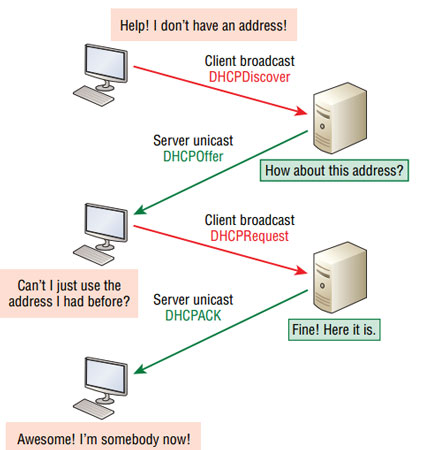 Help! I don't have an address!
Client broadcast
DHCPDiscover
Server unicast
DHCPOffer
How about this address?
Client broadcast
DHCPRequest
Can't I just use the
address I had before?
Server unicast
DHCPACK
Fine! Here it is.
Awesome! I'm somebody now!